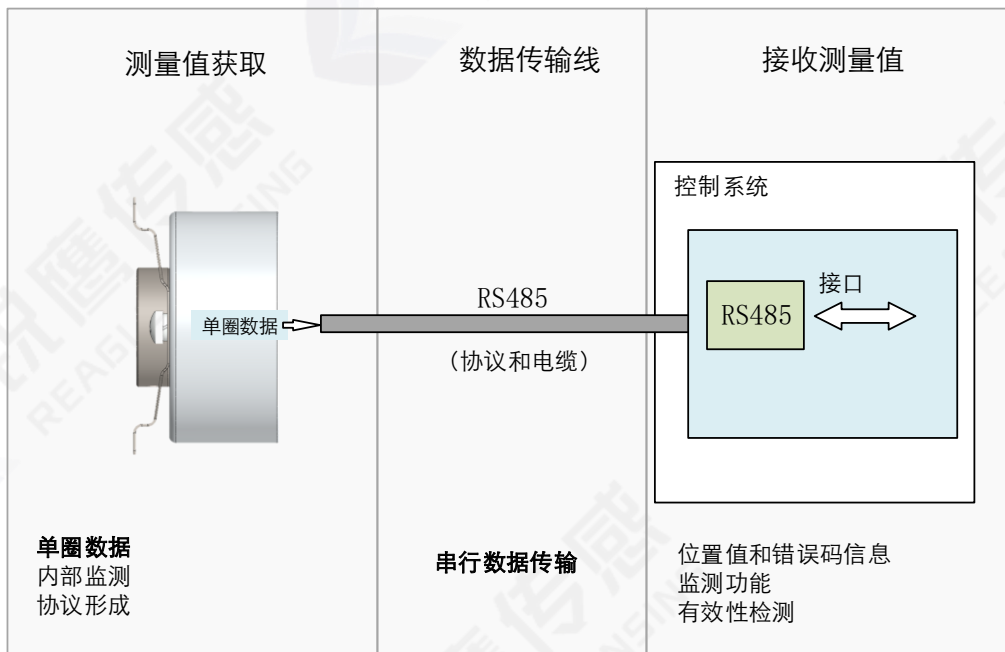 测量值获取
数据传输线
接收测量值
控制系统
单圈数据
RS485
(协议和电缆)
RS485
接口
单圈数据
内部监测
协议形成
串行数据传输
位置值和错误码信息
监测功能
有效性检测